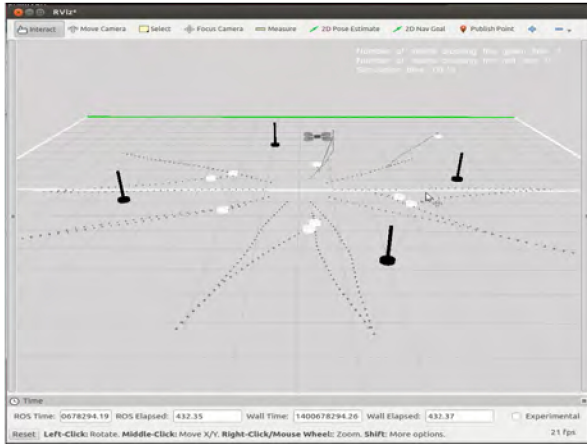 RViz*
Interact Move Camera Select Focus Camera Measure 2D Pose Estimate 2D Nav Goal Publish Point
Time
ROS Time: 0678294.19 ROS Elapsed: 432.35 Wall Time: 1400678294.26 Wall Elapsed: 432.37 Experimental
Reset Left-Click: Rotate. Middle-Click: Move X/Y. Right-Click/Mouse Wheel: Zoom. Shift: More options. 21 fps